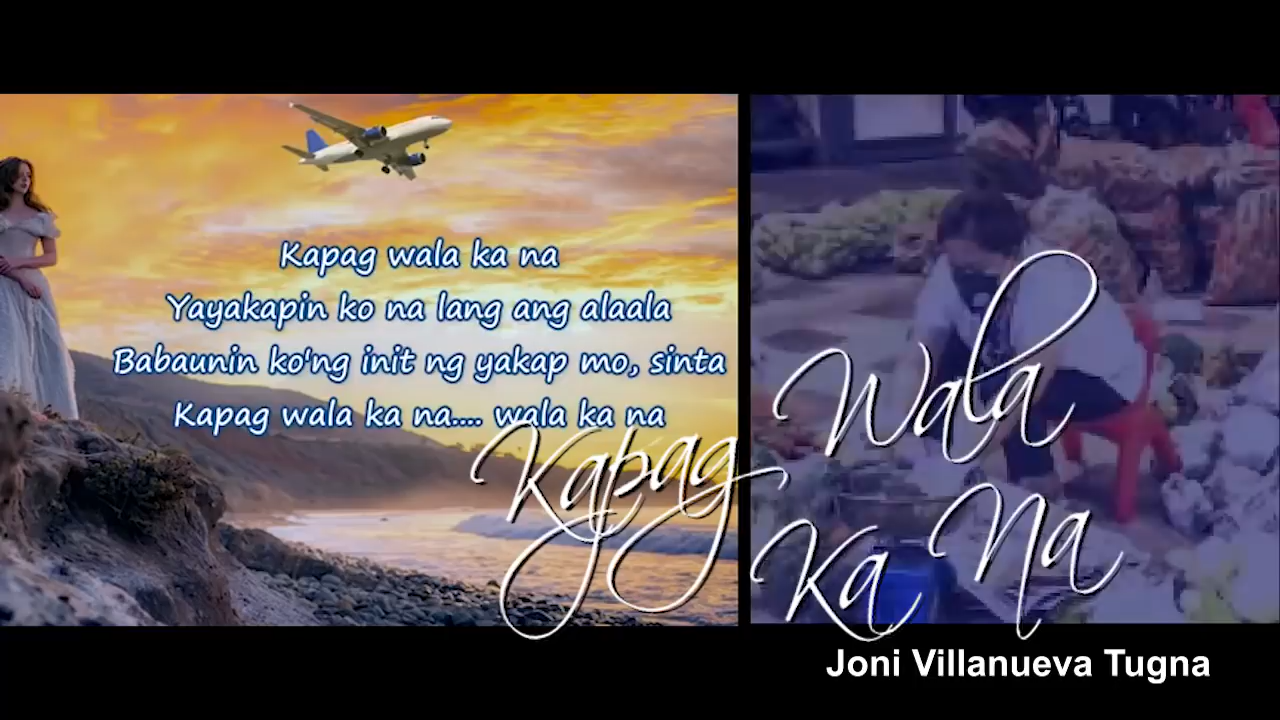 Kapag wala ka na
Yayakapin ko na lang ang alaala
Babaunin ko'ng init ng yakap mo, sinta
Kapag wala ka na.... wala ka na
Kapag Wala
Ka Na
Joni Villanueva Tugna